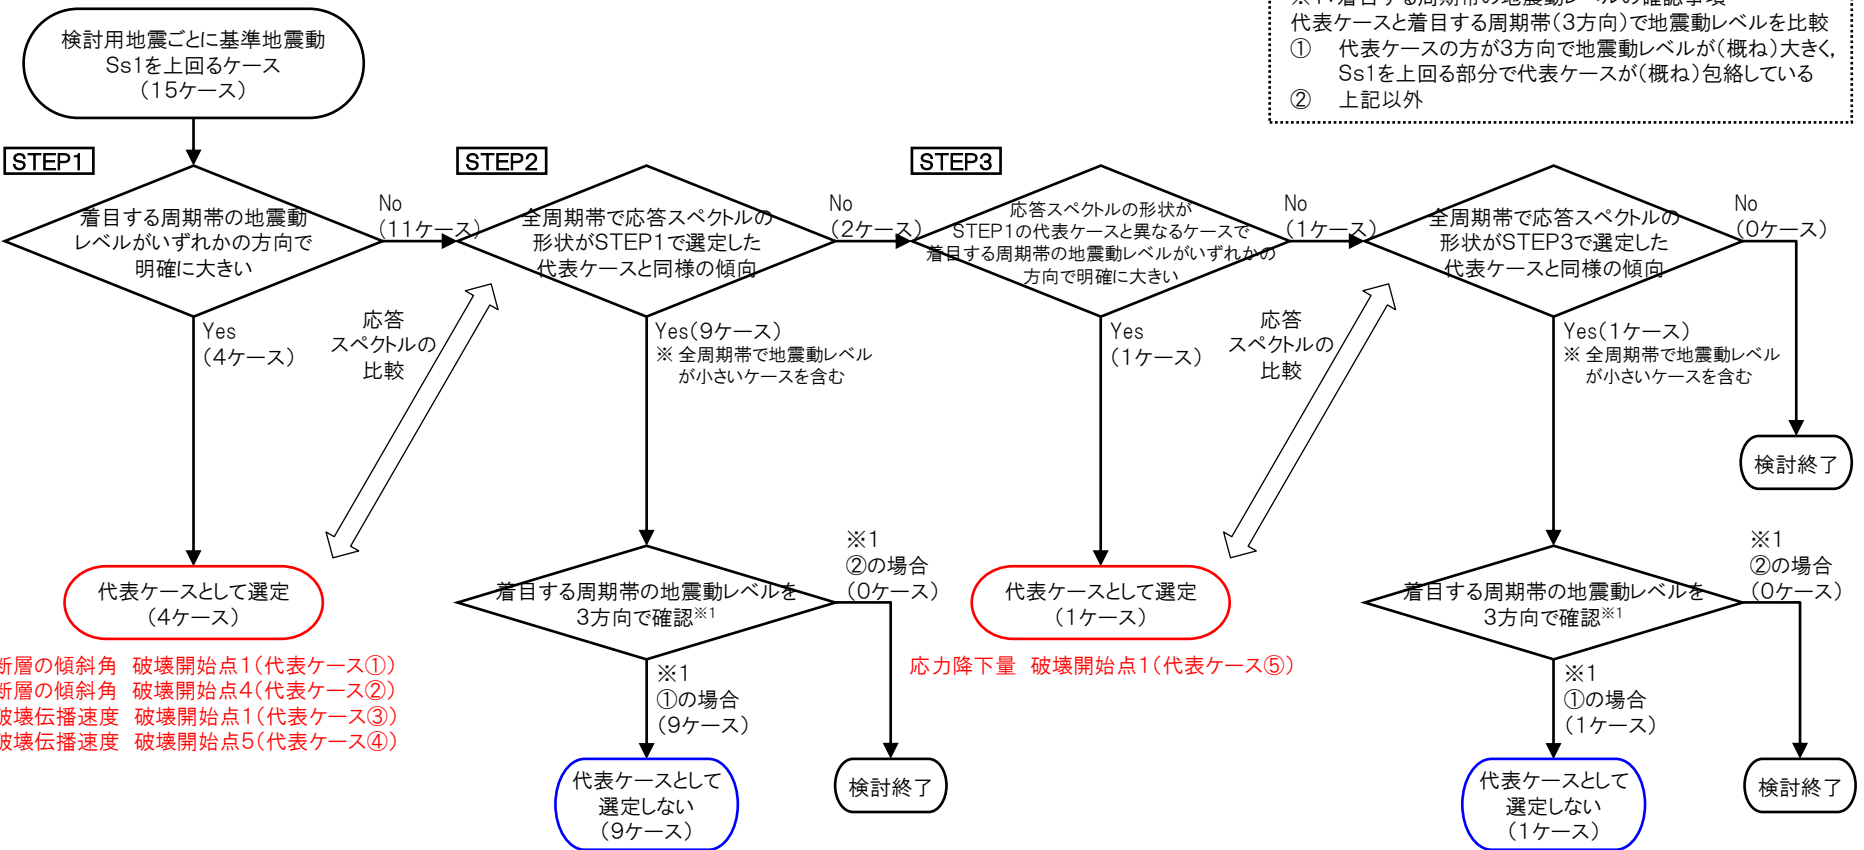 検討用地震ごとに基準地震動
Ss1を上回るケース
(15ケース)
※1:着目する周期帯の地震動レベルの確認事項
代表ケースと着目する周期帯(3方向)で地震動レベルを比較
① 代表ケースの方が3方向で地震動レベルが(概ね)大きく,
Ss1を上回る部分で代表ケースが(概ね)包絡している
② 上記以外
STEP1
着目する周期帯の地震動
レベルがいずれかの方向で
明確に大きい
No
(11ケース)
Yes
(4ケース)
応答
スペクトルの
比較
代表ケースとして選定
(4ケース)
断層の傾斜角 破壊開始点1(代表ケース①)
断層の傾斜角 破壊開始点4(代表ケース②)
破壊伝播速度 破壊開始点1(代表ケース③)
破壊伝播速度 破壊開始点5(代表ケース④)
STEP2
全周期帯で応答スペクトルの
形状がSTEP1で選定した
代表ケースと同様の傾向
No
(2ケース)
Yes(9ケース)
※ 全周期帯で地震動レベル
が小さいケースを含む
着目する周期帯の地震動レベルを
3方向で確認※1
※1
②の場合
(0ケース)
※1
①の場合
(9ケース)
代表ケースとして
選定しない
(9ケース)
検討終了
STEP3
応答スペクトルの形状が
STEP1の代表ケースと異なるケースで
着目する周期帯の地震動レベルがいずれかの
方向で明確に大きい
No
(1ケース)
Yes
(1ケース)
応答
スペクトルの
比較
代表ケースとして選定
(1ケース)
応力降下量 破壊開始点1(代表ケース⑤)
全周期帯で応答スペクトルの
形状がSTEP3で選定した
代表ケースと同様の傾向
No
(0ケース)
検討終了
Yes(1ケース)
※ 全周期帯で地震動レベル
が小さいケースを含む
着目する周期帯の地震動レベルを
3方向で確認※1
※1
②の場合
(0ケース)
※1
①の場合
(1ケース)
代表ケースとして
選定しない
(1ケース)
検討終了